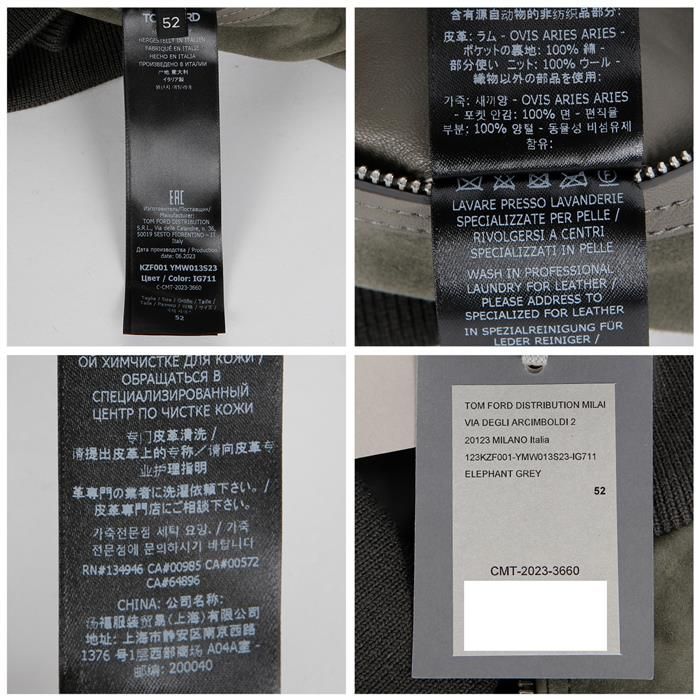 TOM FORD
52
HERGESTELLT IN ITALIEN
FABRIQUÉ EN ITALIE
HECHO EN ITALIA
ПРОИЗВЕДЕНО В ИТАЛИИ
产地 意大利
イタリア製
EAC
Изготовитель/Поставщик/
Manufacturer:
TOM FORD DISTRIBUTION
S.R.L., Via delle Calandre, n. 36,
50019 SESTO FIORENTINO – IT
Italy
Дата производства / Production
date: 06.2023
KZF001 YMW013S23
Цвет / Color: IG711
C-CMT-2023-3660
Taglia / Size / Größe / Taille /
52
含有源自动物的非纺织品部分:
皮革: ラム - OVIS ARIES ARIES -
ポケットの裏地: 100% 綿 -
部分使い ニット: 100% ウール -
織物以外の部品を使用:
가죽: 새끼양 - OVIS ARIES ARIES
- 포켓 안감: 100% 면 - 편직물
부분: 100% 양털 - 동물성 비섬유제
함유:
LAVARE PRESSO LAVANDERIE
SPECIALIZZATE PER PELLE /
RIVOLGERSI A CENTRI
SPECIALIZZATI IN PELLE
WASH IN PROFESSIONAL
LAUNDRY FOR LEATHER /
PLEASE ADDRESS TO
SPECIALIZED FOR LEATHER
IN SPEZIALREINIGUNG FÜR
LEDER REINIGER /
ОЙ ХИМЧИСТКЕ ДЛЯ КОЖИ /
ОБРАЩАТЬСЯ В
СПЕЦИАЛИЗИРОВАННЫЙ
ЦЕНТР ПО ЧИСТКЕ КОЖИ
专门皮革清洗 /
请提出皮革上的专称／请向皮革专
业护理指明
革専門の業者に洗濯依頼下さい。/
皮革専門店にご相談下さい。
가죽전문점 세탁 요망. / 가죽
전문점에 문의하시기 바랍니다
RN#134946 CA#00985 CA#00572
CA#64896
CHINA: 公司名称:
汤福服装贸易(上海)有限公司
地址: 上海市静安区南京西路
1376 号1层西部商场 A04A室 -
邮编: 200040
TOM FORD DISTRIBUTION MILAI
VIA DEGLI ARCIMBOLDI 2
20123 MILANO Italia
123KZF001-YMW013S23-IG711
ELEPHANT GREY
52
CMT-2023-3660